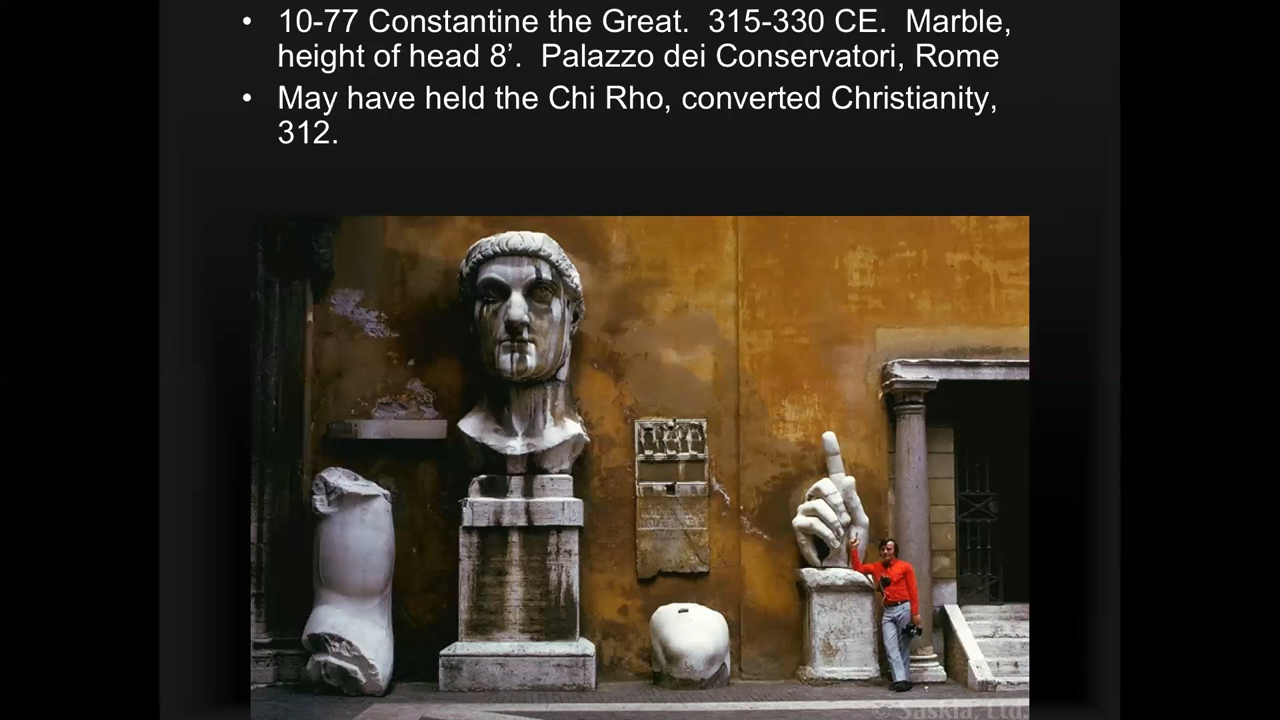 • 10-77 Constantine the Great.  315-330 CE.  Marble,
height of head 8’.  Palazzo dei Conservatori, Rome
• May have held the Chi Rho, converted Christianity,
312.
© Saskia, Ltd.